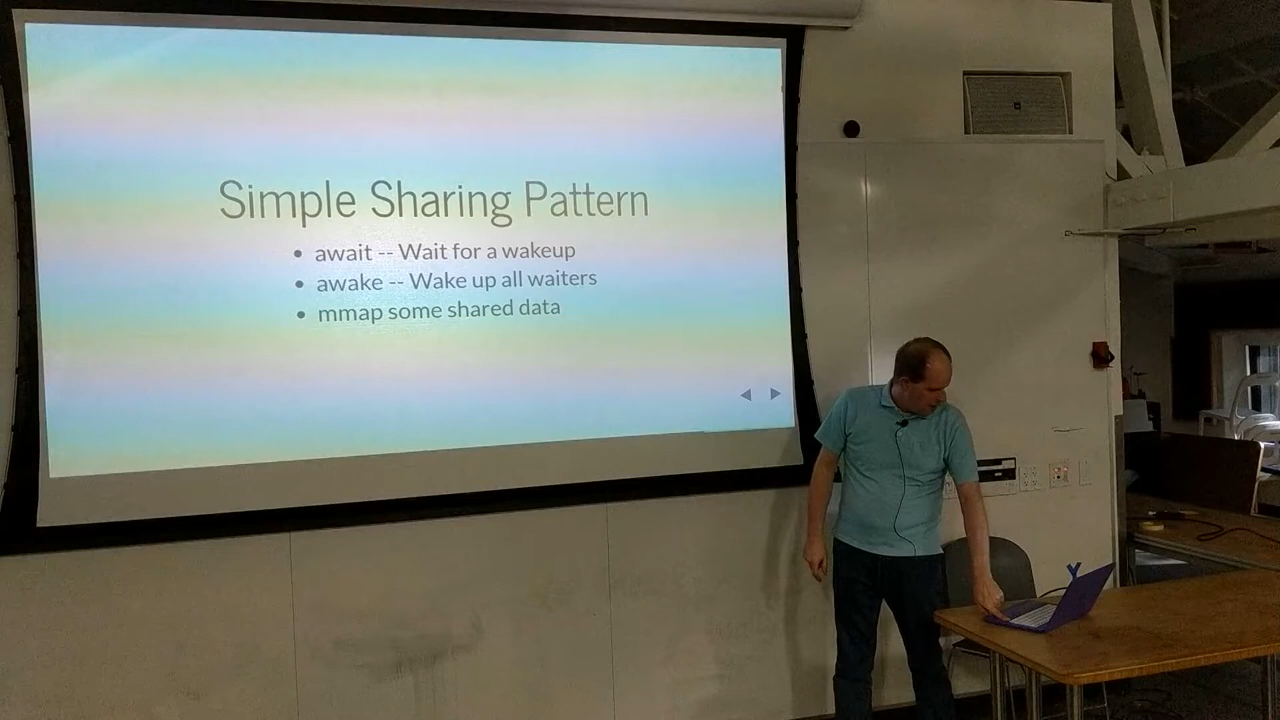 Simple Sharing Pattern
• await -- Wait for a wakeup
• awake -- Wake up all waiters
• mmap some shared data